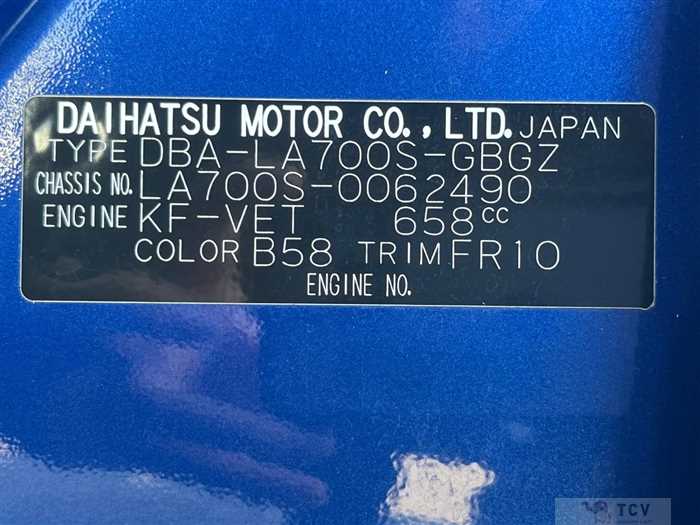 DAIHATSU MOTOR CO., LTD. JAPAN
TYPE DBA-LA700S-GBGZ
CHASSIS NO. LA700S-0062490
ENGINE KF-VET 658cc
COLOR B58 TRIM FR10
ENGINE NO.
TCV